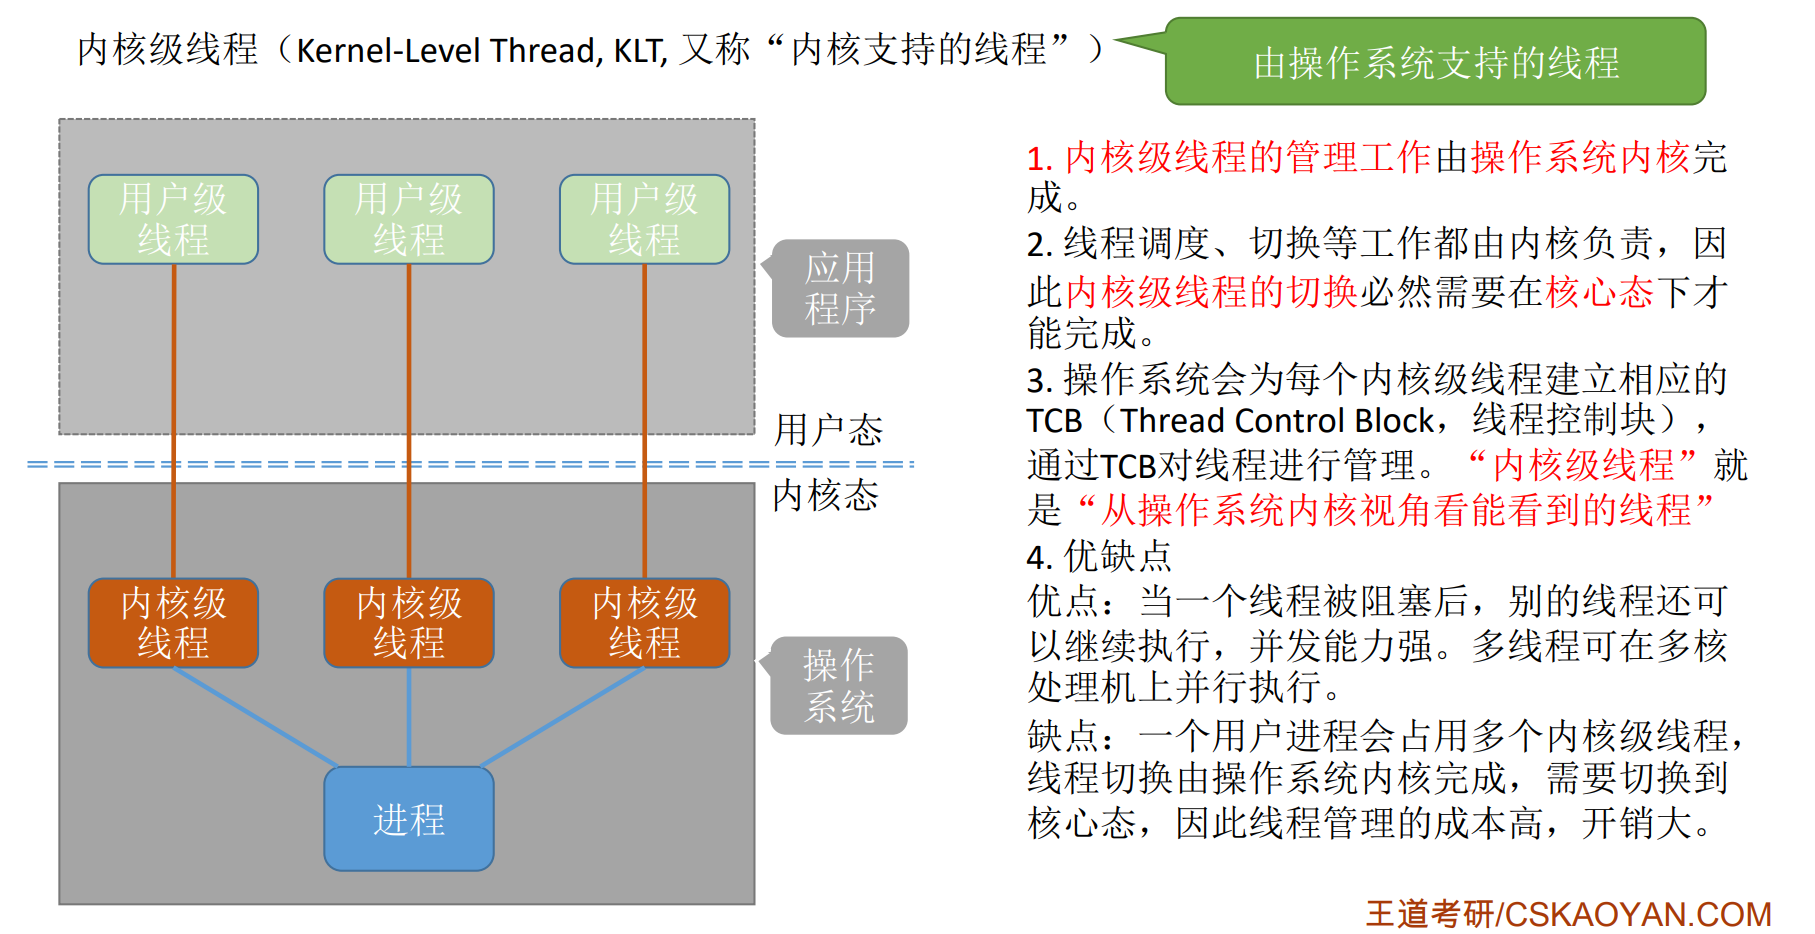 内核级线程（Kernel-Level Thread, KLT, 又称“内核支持的线程”）
由操作系统支持的线程
用户级
线程
用户级
线程
用户级
线程
应用
程序
用户态
内核态
内核级
线程
内核级
线程
内核级
线程
操作
系统
进程
1. 内核级线程的管理工作由操作系统内核完
成。
2. 线程调度、切换等工作都由内核负责，因
此内核级线程的切换必然需要在核心态下才
能完成。
3. 操作系统会为每个内核级线程建立相应的
TCB（Thread Control Block，线程控制块），
通过TCB对线程进行管理。“内核级线程”就
是“从操作系统内核视角看能看到的线程”
4. 优缺点
优点：当一个线程被阻塞后，别的线程还可
以继续执行，并发能力强。多线程可在多核
处理机上并行执行。
缺点：一个用户进程会占用多个内核级线程，
线程切换由操作系统内核完成，需要切换到
核心态，因此线程管理的成本高，开销大。
王道考研/CSKAOYAN.COM